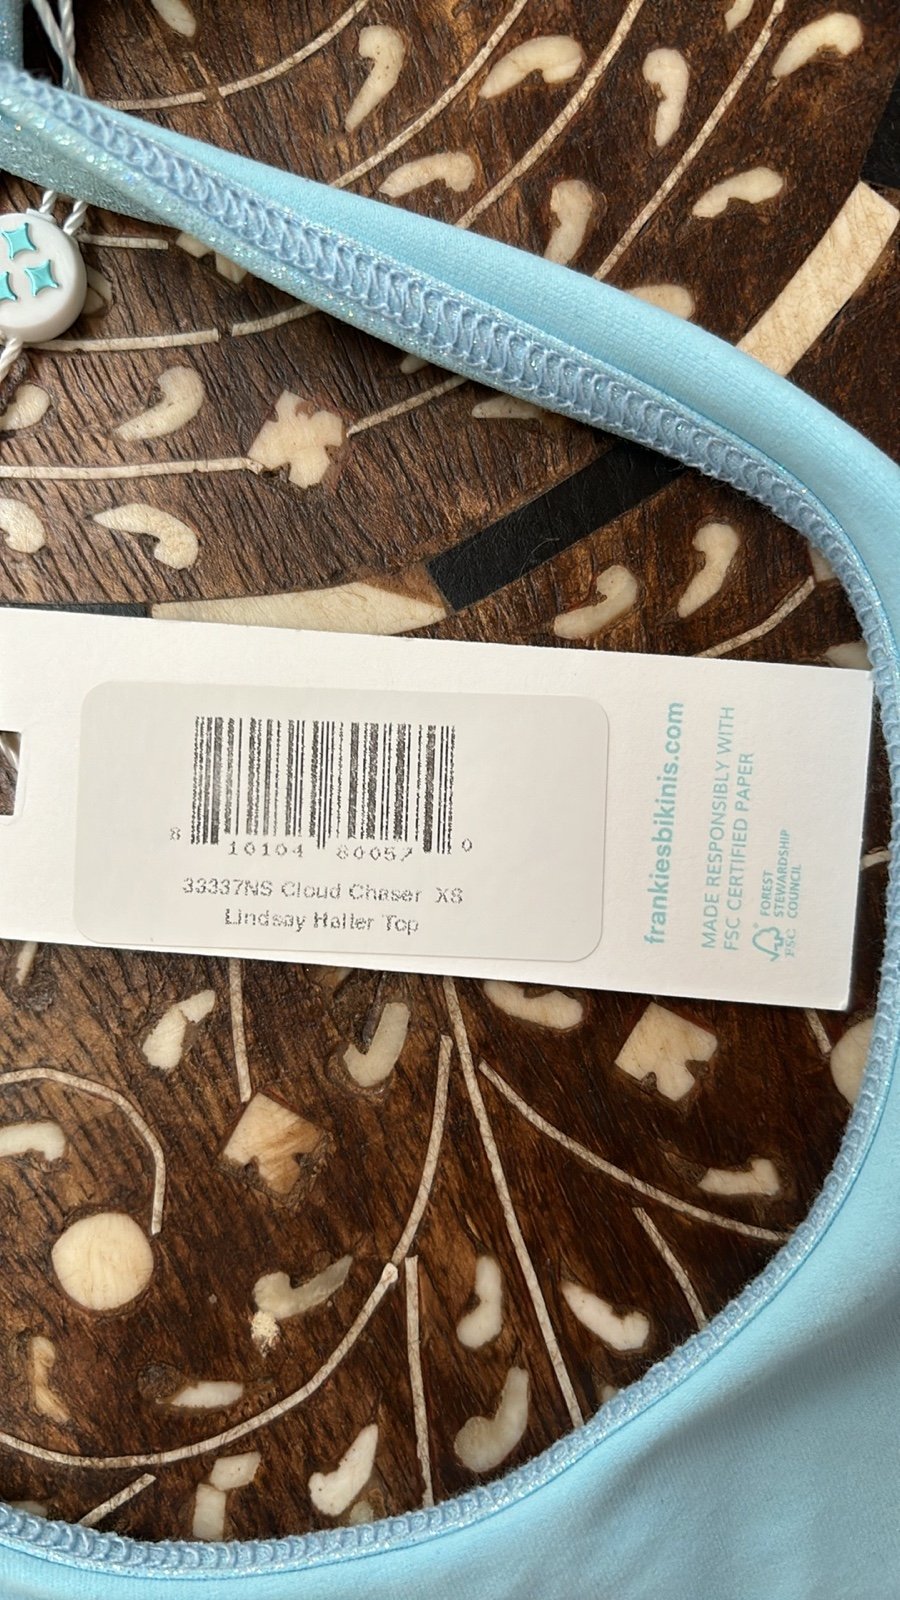 8 10104 80057 0
33337NS Cloud Chaser XS
Lindsay Halter Top
frankiesbikinis.com
MADE RESPONSIBLY WITH
FSC CERTIFIED PAPER
FSC
FOREST
STEWARDSHIP
COUNCIL